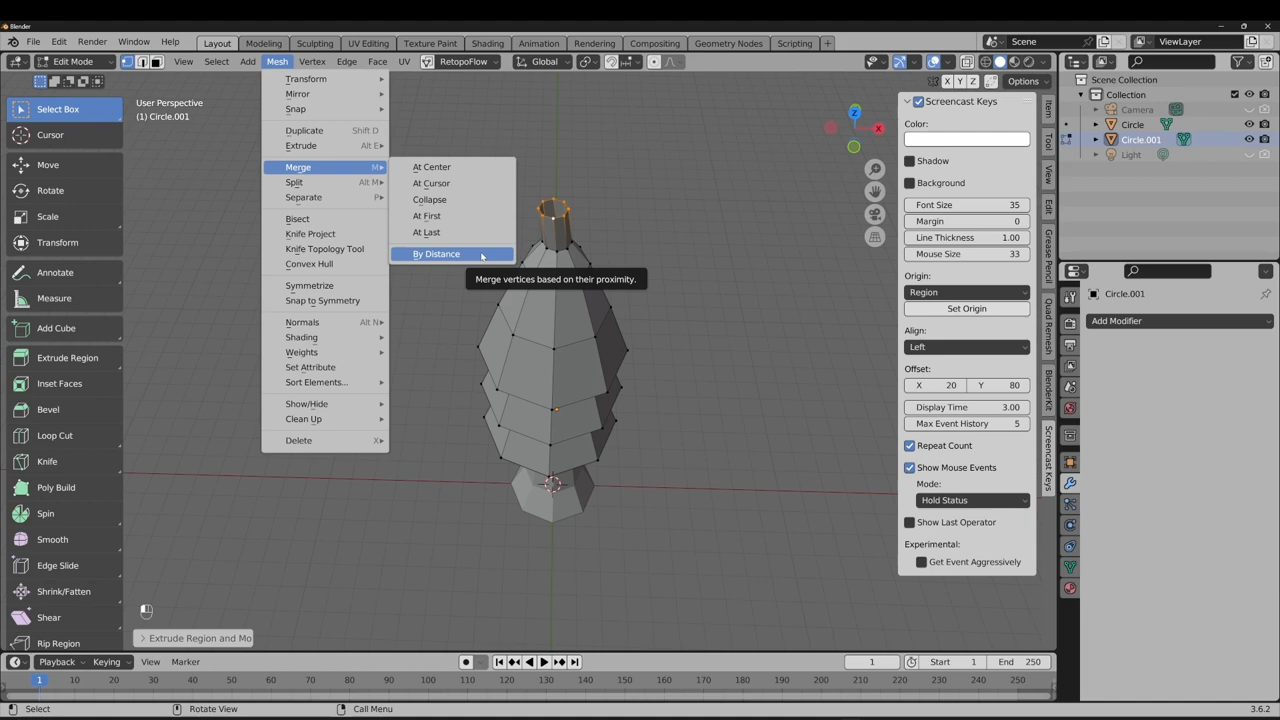 Blender
File Edit Render Window Help
Layout Modeling Sculpting UV Editing Texture Paint Shading Animation Rendering Compositing Geometry Nodes Scripting +
Scene
ViewLayer
Edit Mode View Select Add Mesh Vertex Edge Face UV RetopoFlow Global
X Y Z Options
Select Box
Cursor
Move
Rotate
Scale
Transform
Annotate
Measure
Add Cube
Extrude Region
Inset Faces
Bevel
Loop Cut
Knife
Poly Build
Spin
Smooth
Edge Slide
Shrink/Fatten
Shear
Rip Region
User Perspective
(1) Circle.001
Transform
Mirror
Snap
Duplicate Shift D
Extrude Alt E
Merge M
Split Alt M
Separate P
Bisect
Knife Project
Knife Topology Tool
Convex Hull
Symmetrize
Snap to Symmetry
Normals Alt N
Shading
Weights
Set Attribute
Sort Elements...
Show/Hide
Clean Up
Delete X
At Center
At Cursor
Collapse
At First
At Last
By Distance
Merge vertices based on their proximity.
Z
X
Extrude Region and Mo
Screencast Keys
Color:
Shadow
Background
Font Size 35
Margin 0
Line Thickness 1.00
Mouse Size 33
Origin:
Region
Set Origin
Align:
Left
Offset:
X 20 Y 80
Display Time 3.00
Max Event History 5
Repeat Count
Show Mouse Events
Mode:
Hold Status
Show Last Operator
Experimental:
Get Event Aggressively
Item
Tool
View
Edit
Grease Pencil
Quad Remesh
BlenderKit
Screencast Keys
Scene Collection
Collection
Camera
Circle
Circle.001
Light
Circle.001
Add Modifier
Playback Keying View Marker
1 Start 1 End 250
1 10 20 30 40 50 60 70 80 90 100 110 120 130 140 150 160 170 180 190 200 210 220 230 240 250
Select Rotate View Call Menu
3.6.2